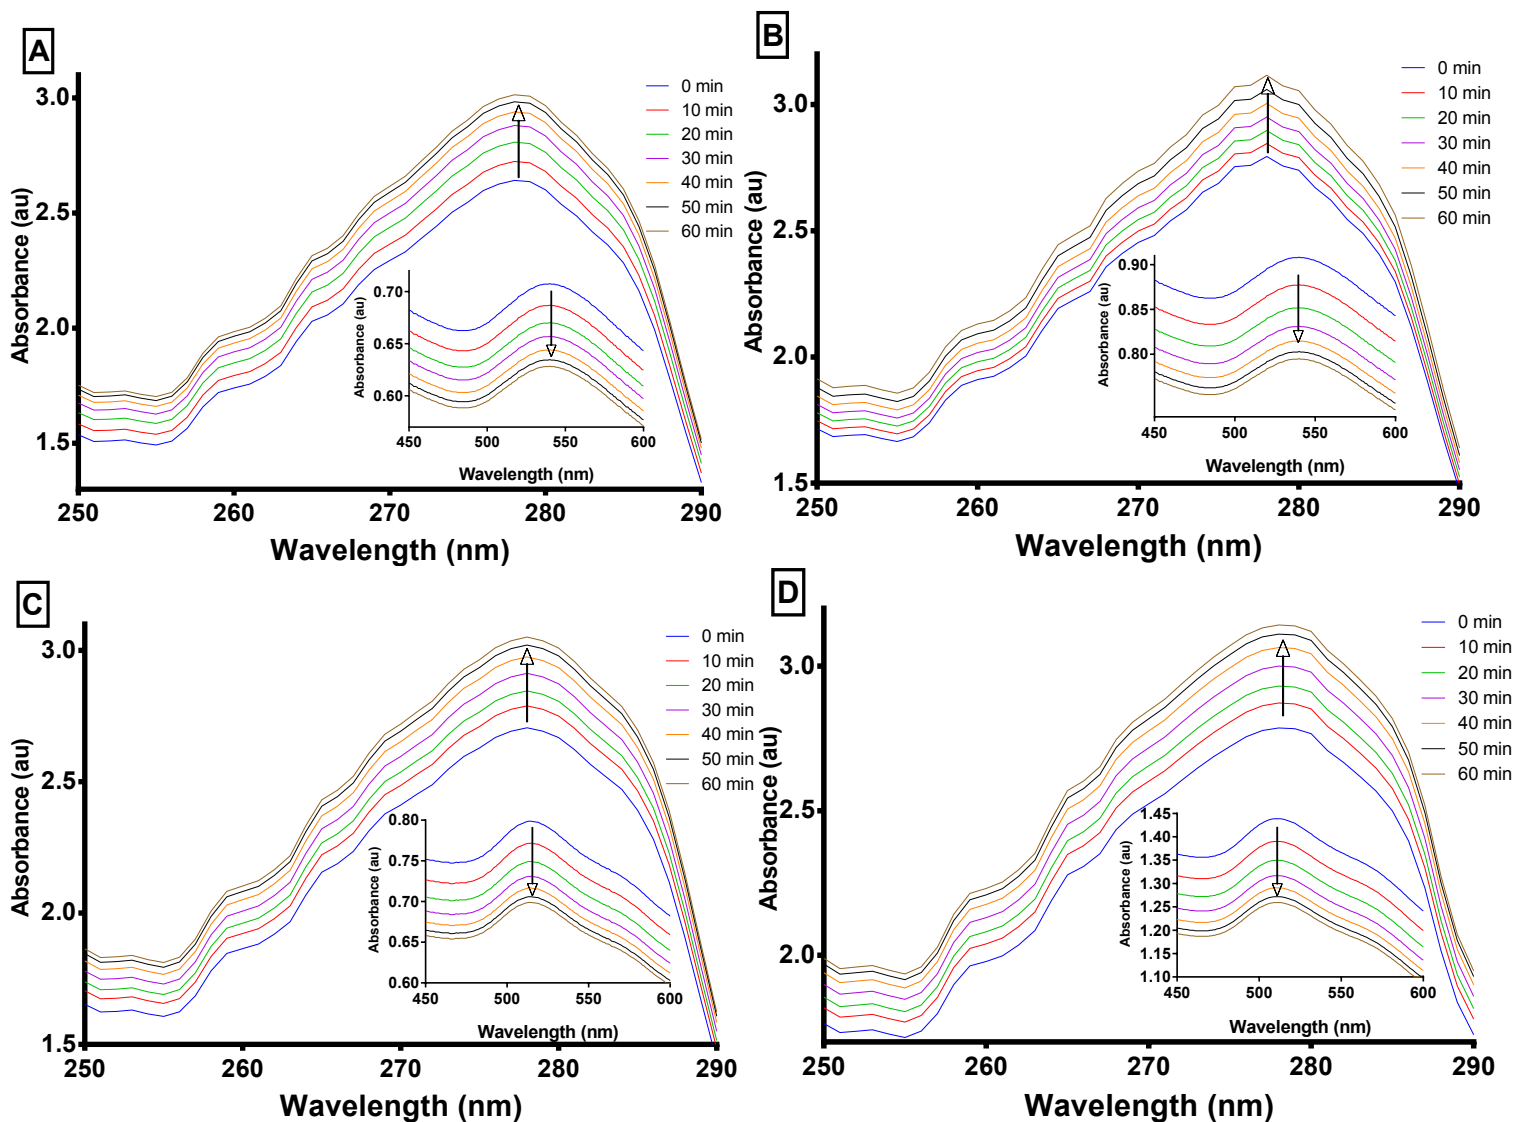 A
3.0
2.5
2.0
1.5
250
260
270
280
290
Absorbance (au)
Wavelength (nm)
0 min
10 min
20 min
30 min
40 min
50 min
60 min
0.70
0.65
0.60
450
500
550
600
Absorbance (au)
Wavelength (nm)
B
3.0
2.5
2.0
1.5
250
260
270
280
290
Absorbance (au)
Wavelength (nm)
0 min
10 min
20 min
30 min
40 min
50 min
60 min
0.90
0.85
0.80
450
500
550
600
Absorbance (au)
Wavelength (nm)
C
3.0
2.5
2.0
1.5
250
260
270
280
290
Absorbance (au)
Wavelength (nm)
0 min
10 min
20 min
30 min
40 min
50 min
60 min
0.80
0.75
0.70
0.65
0.60
450
500
550
600
Absorbance (au)
Wavelength (nm)
D
3.0
2.5
2.0
250
260
270
280
290
Absorbance (au)
Wavelength (nm)
0 min
10 min
20 min
30 min
40 min
50 min
60 min
1.45
1.40
1.35
1.30
1.25
1.20
1.15
1.10
450
500
550
600
Absorbance (au)
Wavelength (nm)